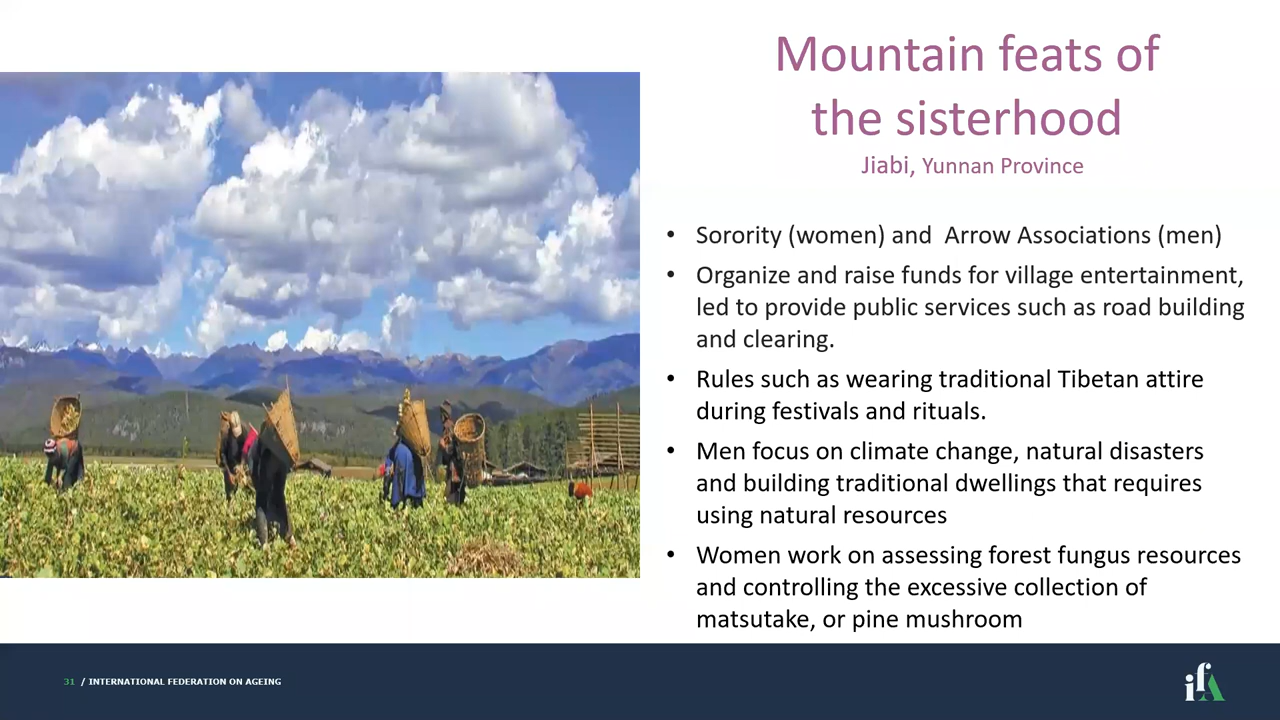 Mountain feats of
the sisterhood
Jiabi, Yunnan Province
• Sorority (women) and  Arrow Associations (men)
• Organize and raise funds for village entertainment,
led to provide public services such as road building
and clearing.
• Rules such as wearing traditional Tibetan attire
during festivals and rituals.
• Men focus on climate change, natural disasters
and building traditional dwellings that requires
using natural resources
• Women work on assessing forest fungus resources
and controlling the excessive collection of
matsutake, or pine mushroom
31 / INTERNATIONAL FEDERATION ON AGEING
ifA